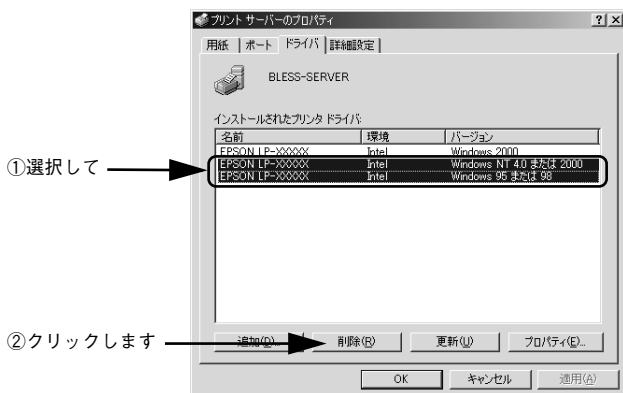 プリント サーバーのプロパティ
用紙 ポート ドライバ 詳細設定
BLESS-SERVER
インストールされたプリンタ ドライバ:
名前 環境 バージョン
EPSON LP-XXXXX Intel Windows 2000
EPSON LP-XXXXX Intel Windows NT 4.0 または 2000
EPSON LP-XXXXX Intel Windows 95 または 98
①選択して
②クリックします
追加(D)... 削除(R) 更新(U) プロパティ(E)...
OK キャンセル 適用(A)